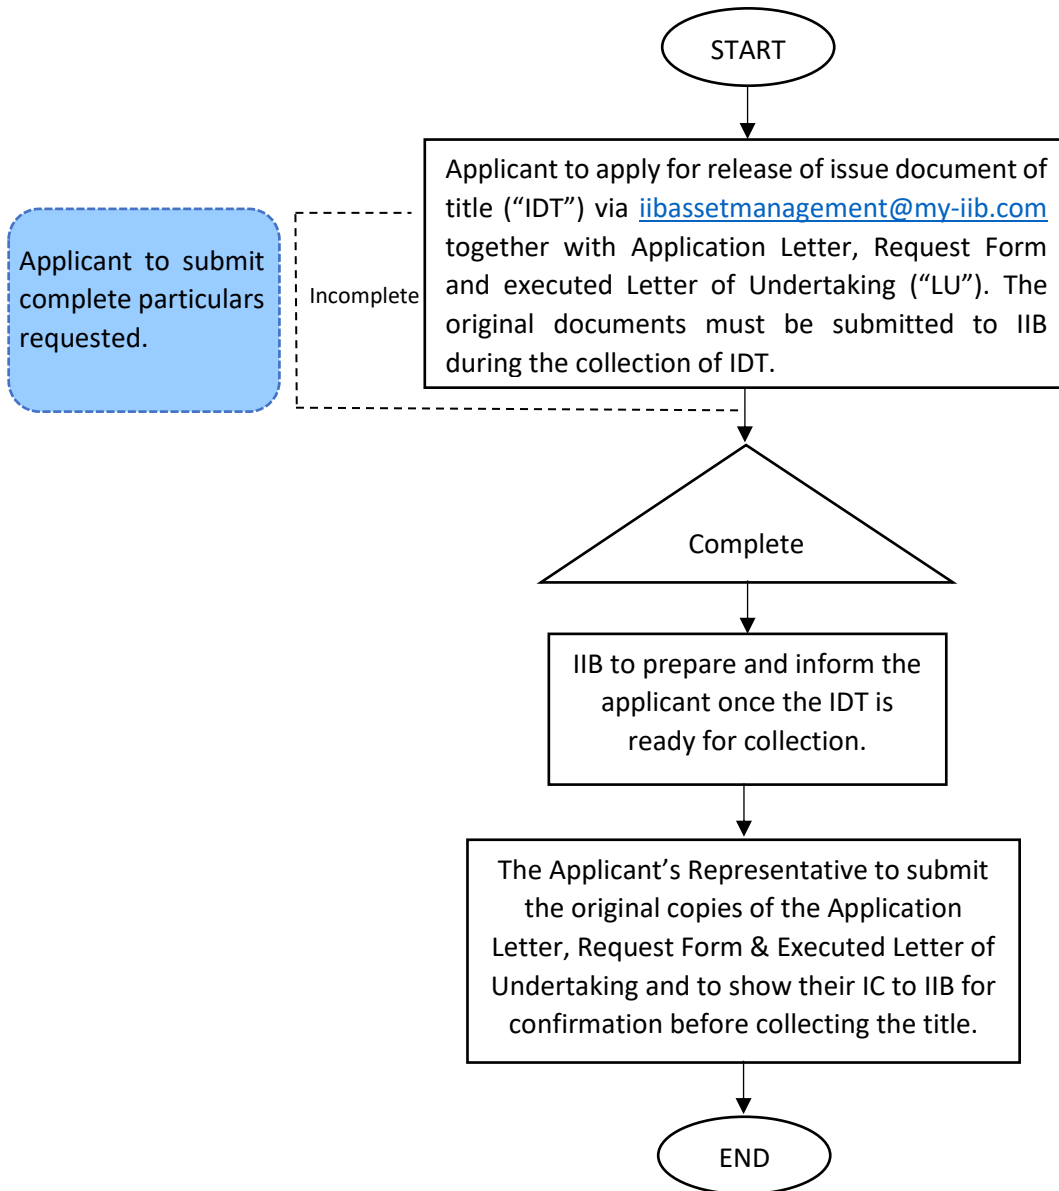 START
Applicant to apply for release of issue document of
title (“IDT”) via iibassetmanagement@my-iib.com
together with Application Letter, Request Form
and executed Letter of Undertaking (“LU”). The
original documents must be submitted to IIB
during the collection of IDT.
Applicant to submit
complete particulars
requested.
Incomplete
Complete
IIB to prepare and inform the
applicant once the IDT is
ready for collection.
The Applicant’s Representative to submit
the original copies of the Application
Letter, Request Form & Executed Letter of
Undertaking and to show their IC to IIB for
confirmation before collecting the title.
END